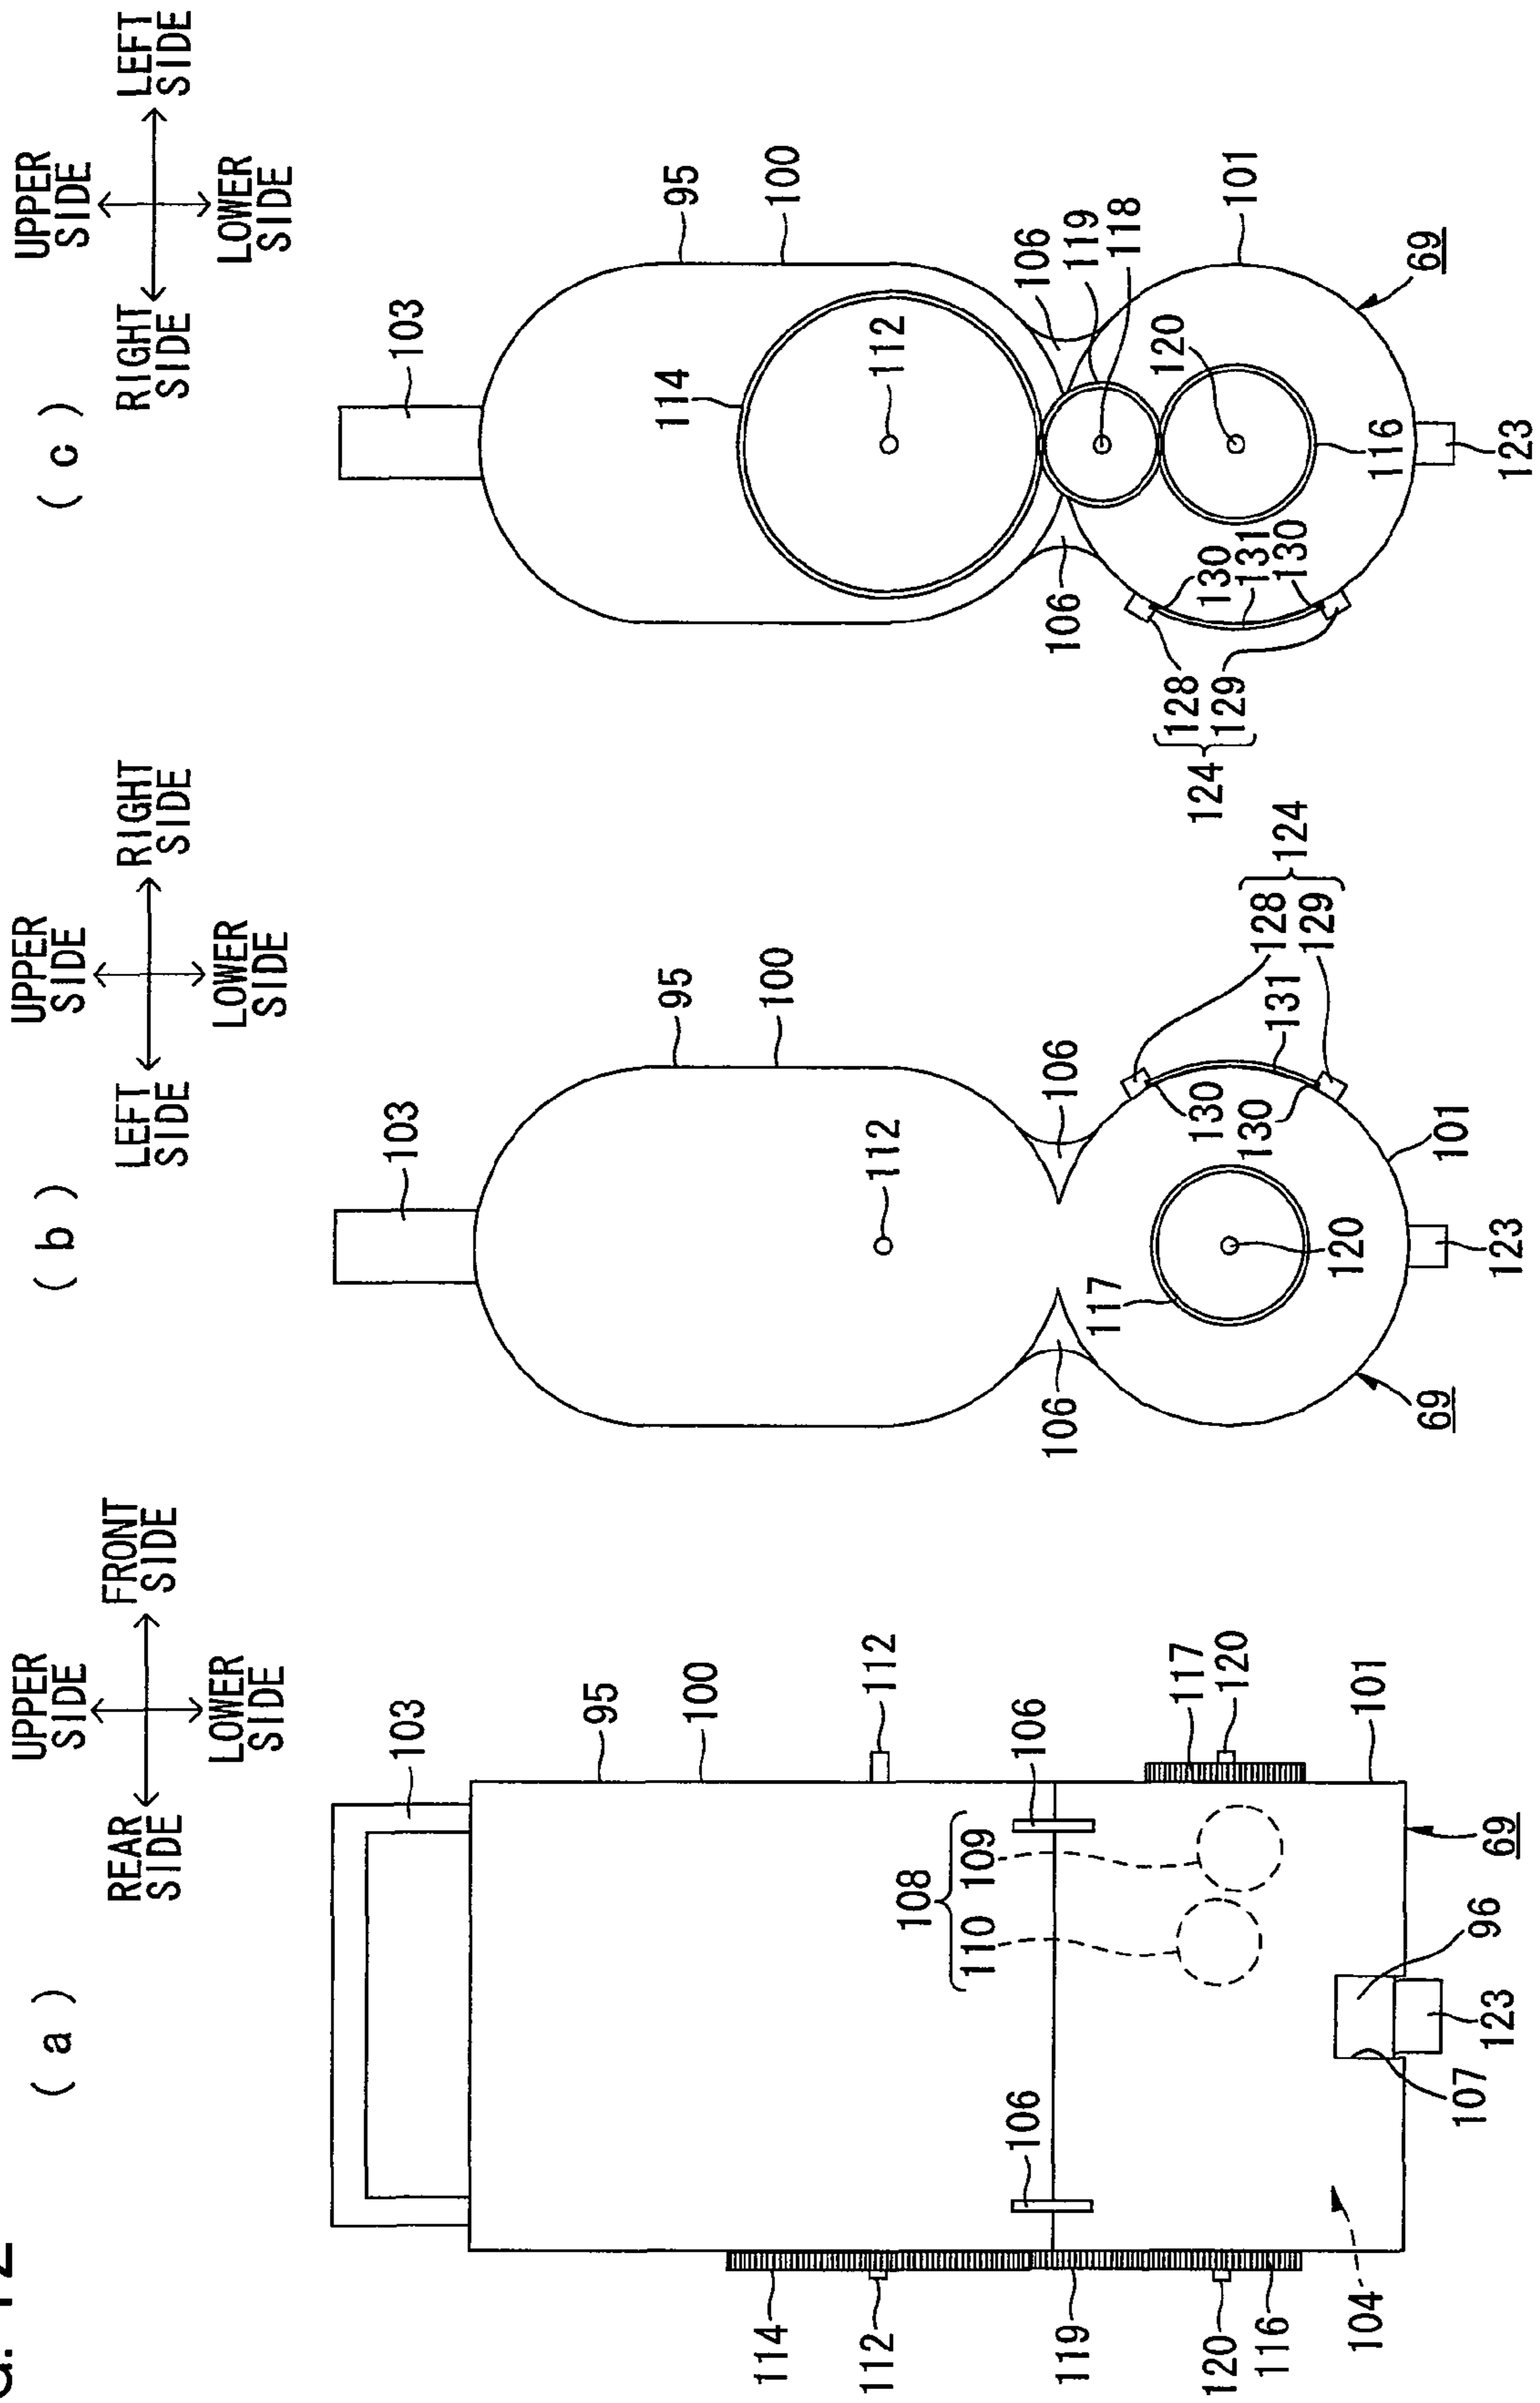 ( a )
UPPER
SIDE
REAR
SIDE
FRONT
SIDE
LOWER
SIDE
103
95
100
112
106
106
108
110
109
117
120
101
69
96
123
107
104
114
112
119
120
116
( b )
UPPER
SIDE
LEFT
SIDE
RIGHT
SIDE
LOWER
SIDE
103
95
100
112
106
106
124
128
129
131
130
130
117
120
101
123
69
( c )
UPPER
SIDE
RIGHT
SIDE
LEFT
SIDE
LOWER
SIDE
103
95
100
114
112
106
106
119
118
120
101
69
116
123
130
131
130
124
128
129